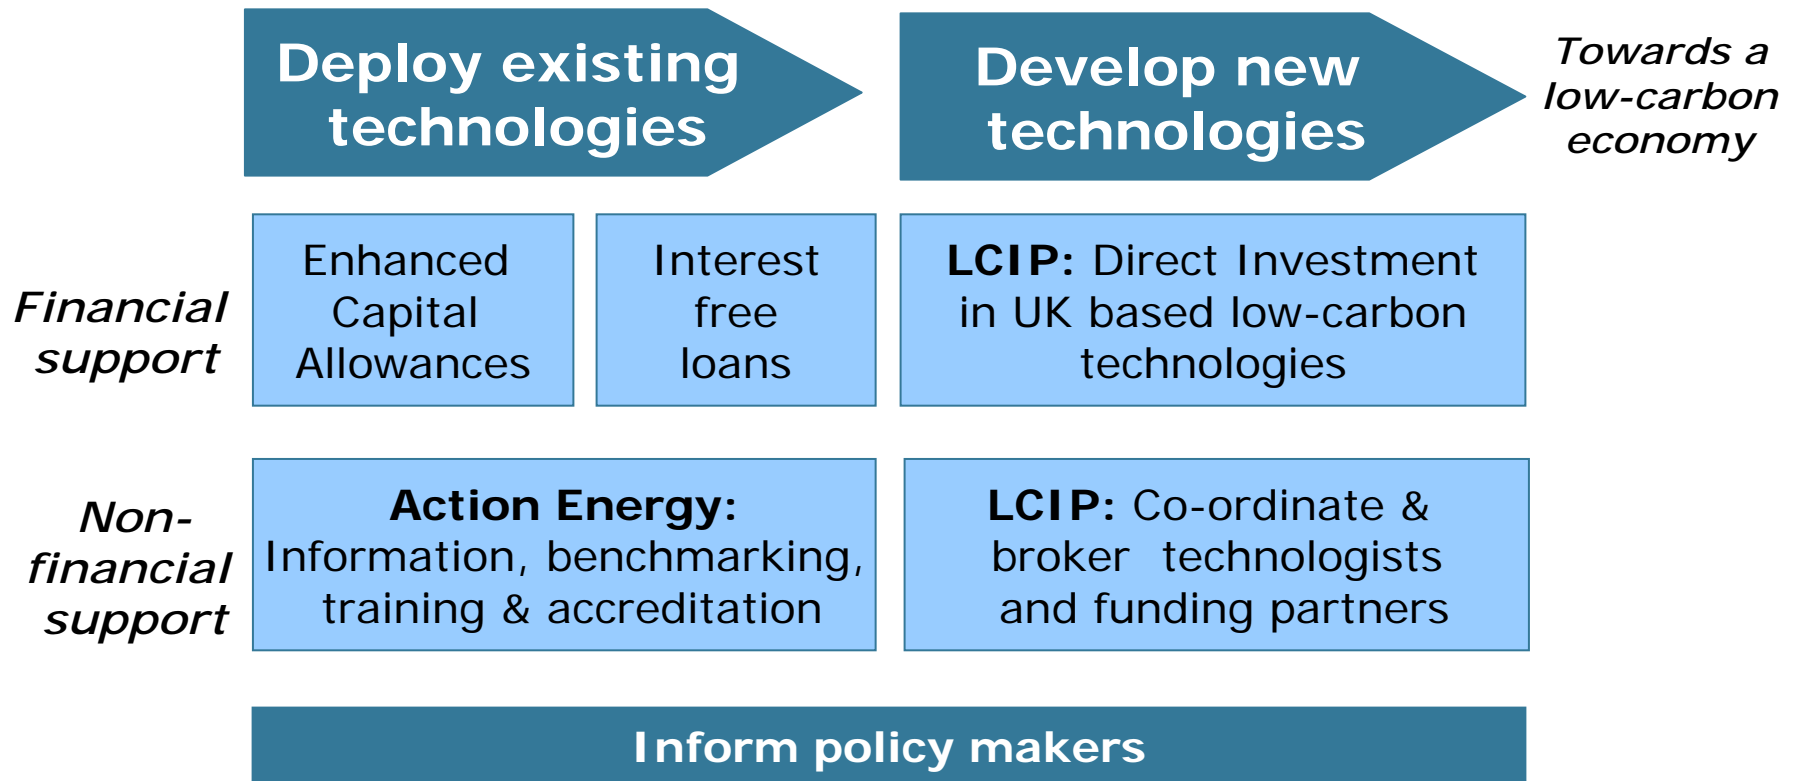 Deploy existing
technologies
Develop new
technologies
Towards a
low-carbon
economy
Financial
support
Enhanced
Capital
Allowances
Interest
free
loans
LCIP: Direct Investment
in UK based low-carbon
technologies
Non-
financial
support
Action Energy:
Information, benchmarking,
training & accreditation
LCIP: Co-ordinate &
broker technologists
and funding partners
Inform policy makers